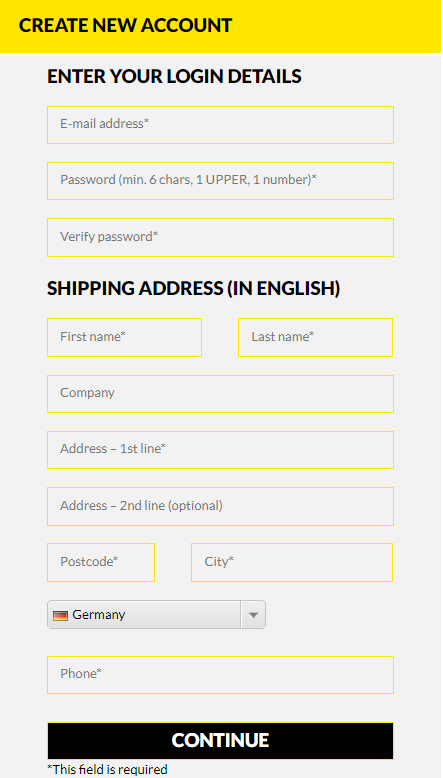 CREATE NEW ACCOUNT
ENTER YOUR LOGIN DETAILS
E-mail address*
Password (min. 6 chars, 1 UPPER, 1 number)*
Verify password*
SHIPPING ADDRESS (IN ENGLISH)
First name* Last name*
Company
Address – 1st line*
Address – 2nd line (optional)
Postcode* City*
Germany
Phone*
CONTINUE
*This field is required